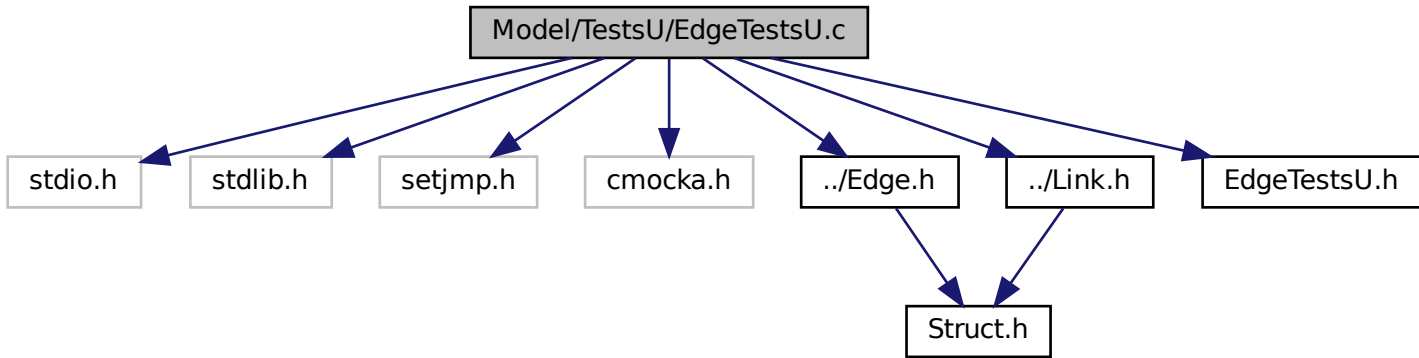 Model/TestsU/EdgeTestsU.c
stdio.h
stdlib.h
setjmp.h
cmocka.h
../Edge.h
../Link.h
EdgeTestsU.h
Struct.h